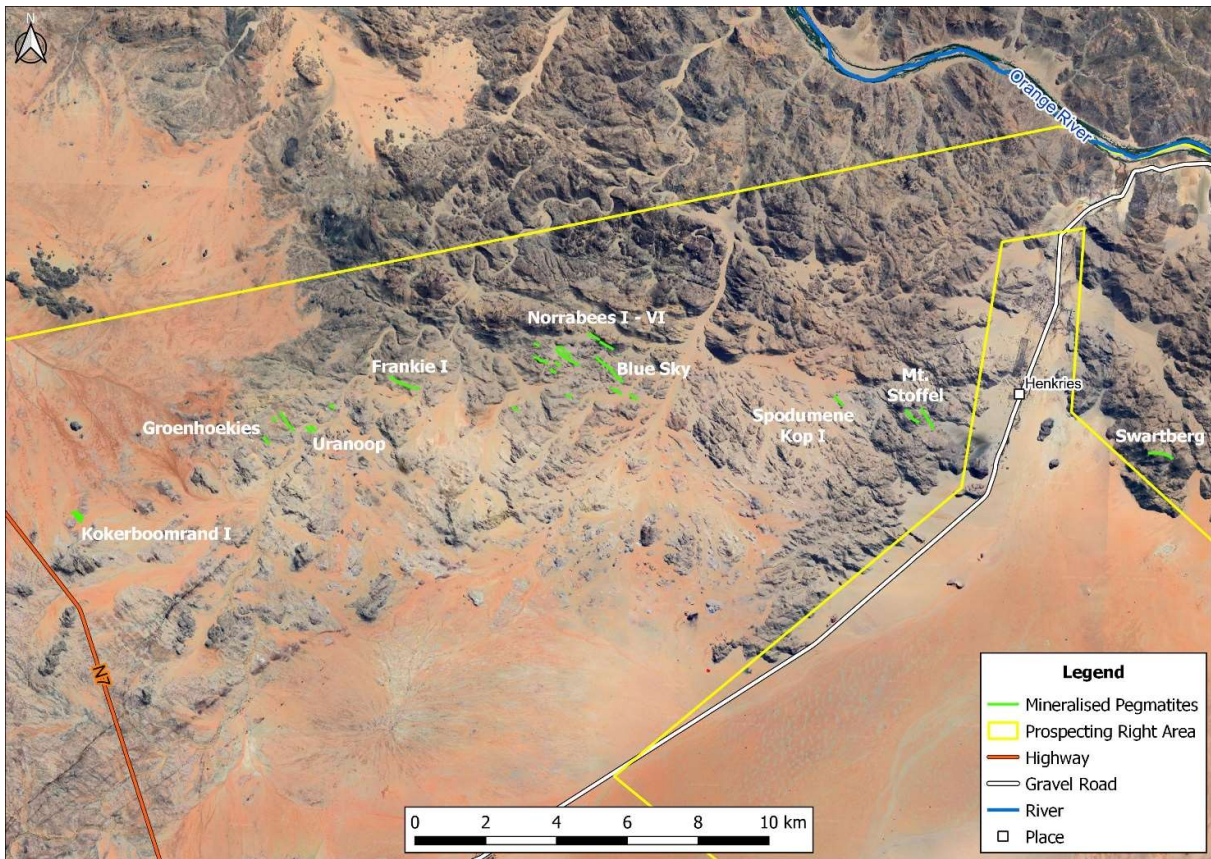 N
Orange River
Norrabees I - VI
Frankie I
Blue Sky
Mt.
Stoffel
Henkries
Groenhoekies
Uranoop
Spodumene
Kop I
Swartberg
Kokerboomrand I
N7
Legend
Mineralised Pegmatites
Prospecting Right Area
Highway
Gravel Road
River
Place
0 2 4 6 8 10 km